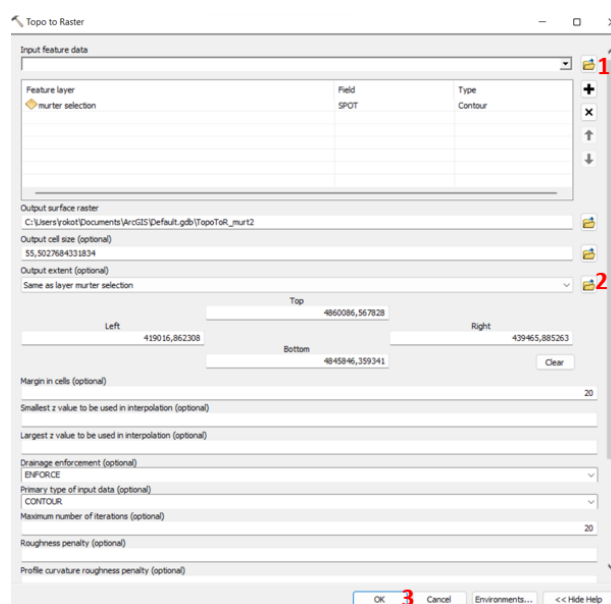 Topo to Raster
Input feature data
1
Feature layer Field Type
murter selection SPOT Contour
Output surface raster
C:\Users\rokot\Documents\ArcGIS\Default.gdb\TopoToR_murt2
Output cell size (optional)
55,5027684331834
Output extent (optional)
Same as layer murter selection 2
Top
4860086,567828
Left Right
419016,862308 439465,885263
Bottom
4845846,359341 Clear
Margin in cells (optional)
20
Smallest z value to be used in interpolation (optional)
Largest z value to be used in interpolation (optional)
Drainage enforcement (optional)
ENFORCE
Primary type of input data (optional)
CONTOUR
Maximum number of iterations (optional)
20
Roughness penalty (optional)
Profile curvature roughness penalty (optional)
OK 3 Cancel Environments... << Hide Help